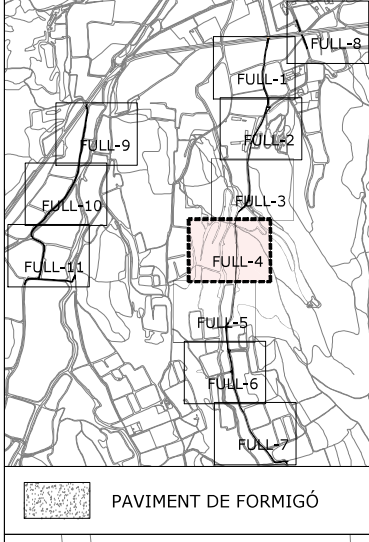 FULL-8
FULL-1
FULL-2
FULL-9
FULL-3
FULL-10
FULL-4
FULL-11
FULL-5
FULL-6
FULL-7
PAVIMENT DE FORMIGÓ